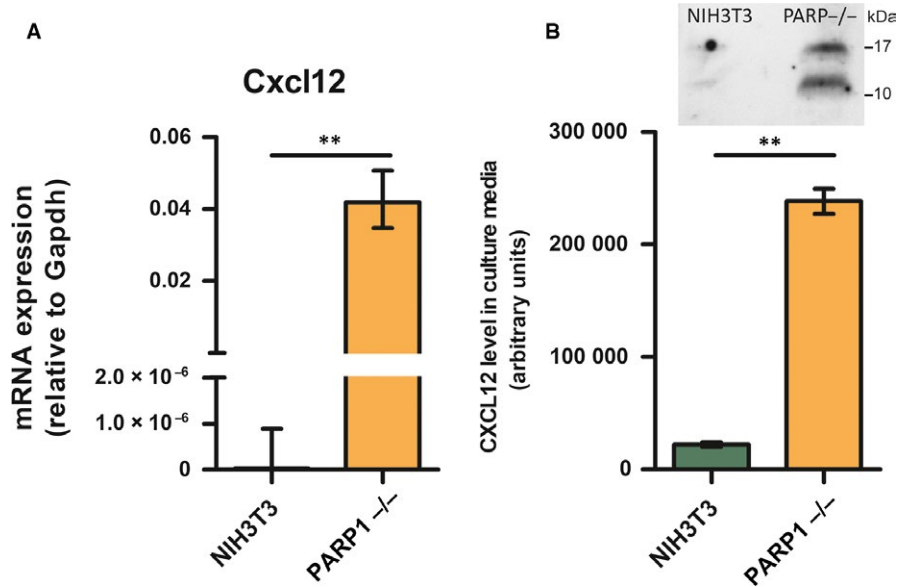 A
Cxcl12
**
0.06
0.04
0.02
2.0 × 10⁻⁶
1.0 × 10⁻⁶
0
mRNA expression
(relative to Gapdh)
NIH3T3
PARP1 –/–
B
NIH3T3 PARP–/– kDa
–17
–10
**
300 000
200 000
100 000
0
CXCL12 level in culture media
(arbitrary units)
NIH3T3
PARP1 –/–